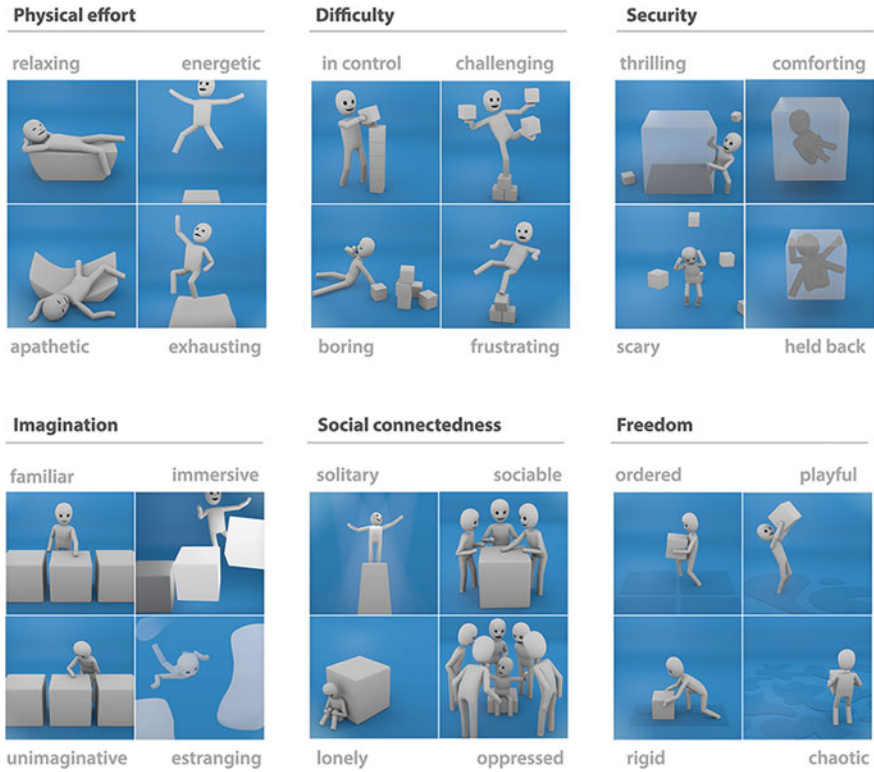 Physical effort
relaxing energetic
apathetic exhausting
Difficulty
in control challenging
boring frustrating
Security
thrilling comforting
scary held back
Imagination
familiar immersive
unimaginative estranging
Social connectedness
solitary sociable
lonely oppressed
Freedom
ordered playful
rigid chaotic